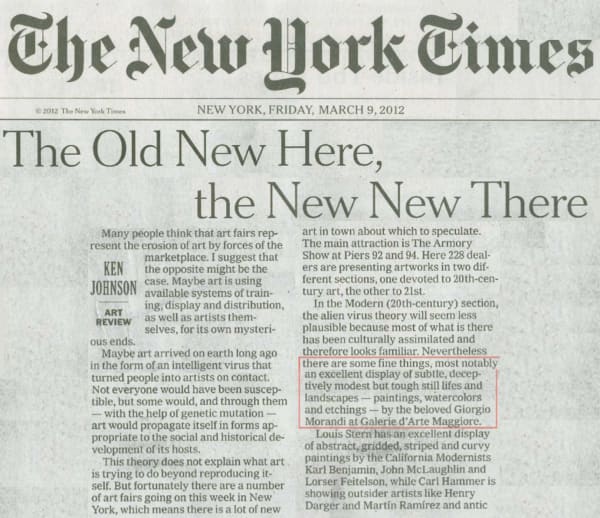 The New York Times
© 2012 The New York Times
NEW YORK, FRIDAY, MARCH 9, 2012
The Old New Here,
the New New There
Many people think that art fairs rep-
resent the erosion of art by forces of the
marketplace. I suggest that
the opposite might be the
case. Maybe art is using
available systems of train-
ing, display and distribution,
as well as artists them-
selves, for its own mysteri-
ous ends.
KEN
JOHNSON
ART
REVIEW
Maybe art arrived on earth long ago
in the form of an intelligent virus that
turned people into artists on contact.
Not everyone would have been suscep-
tible, but some would, and through them
— with the help of genetic mutation —
art would propagate itself in forms ap-
propriate to the social and historical de-
velopment of its hosts.
This theory does not explain what art
is trying to do beyond reproducing it-
self. But fortunately there are a number
of art fairs going on this week in New
York, which means there is a lot of new
art in town about which to speculate.
The main attraction is The Armory
Show at Piers 92 and 94. Here 228 deal-
ers are presenting artworks in two dif-
ferent sections, one devoted to 20th-cen-
tury art, the other to 21st.
In the Modern (20th-century) section,
the alien virus theory will seem less
plausible because most of what is there
has been culturally assimilated and
therefore looks familiar. Nevertheless
there are some fine things, most notably
an excellent display of subtle, decep-
tively modest but tough still lifes and
landscapes — paintings, watercolors
and etchings — by the beloved Giorgio
Morandi at Galerie d'Arte Maggiore.
Louis Stern has an excellent display
of abstract, gridded, striped and curvy
paintings by the California Modernists
Karl Benjamin, John McLaughlin and
Lorser Feitelson, while Carl Hammer is
showing outsider artists like Henry
Darger and Martín Ramírez and antic